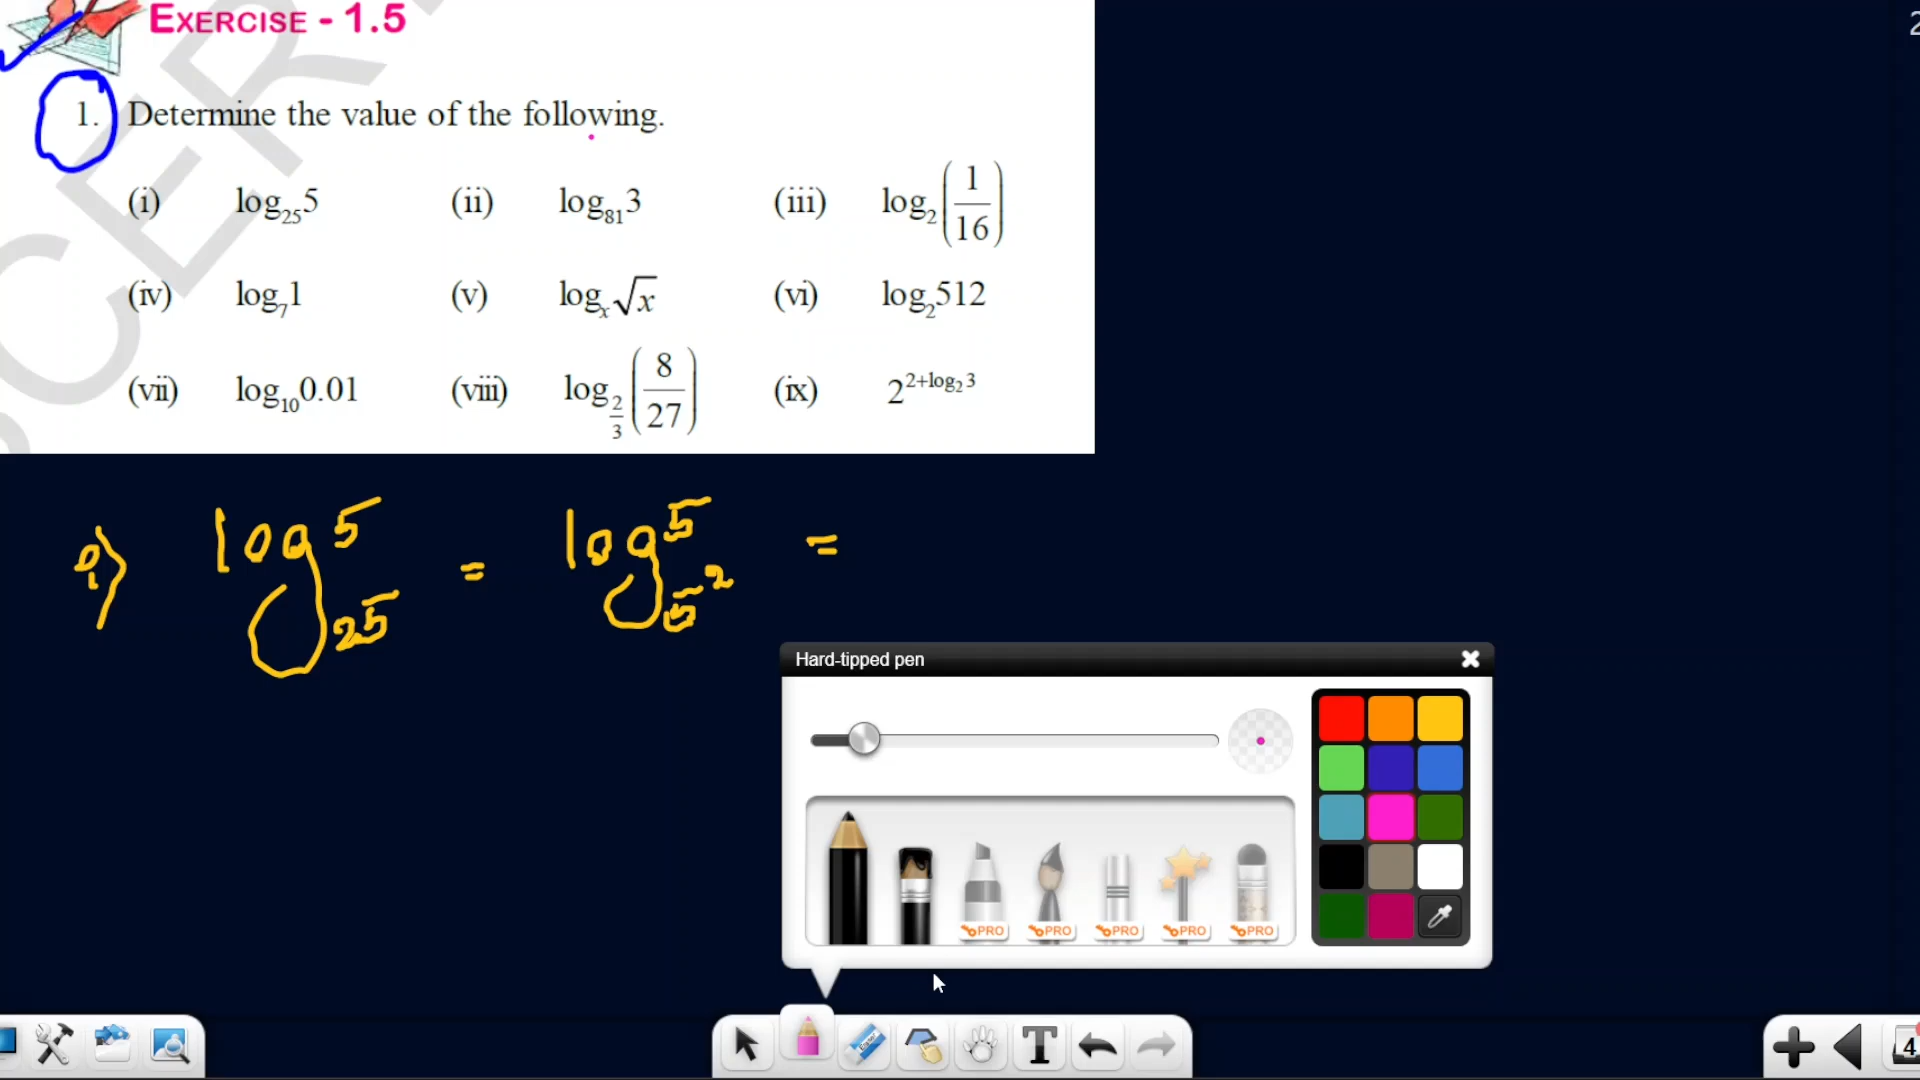 EXERCISE - 1.5
2
1. Determine the value of the following.
(i) log₂₅5 (ii) log₈₁3 (iii) log₂(1/16)
(iv) log₇1 (v) logₓ√x (vi) log₂512
(vii) log₁₀0.01 (viii) log_{2/3}(8/27) (ix) 2^{2+log₂3}
i) log₂₅5 = log_{5²}5 =
Hard-tipped pen
PRO PRO PRO PRO PRO
T
4